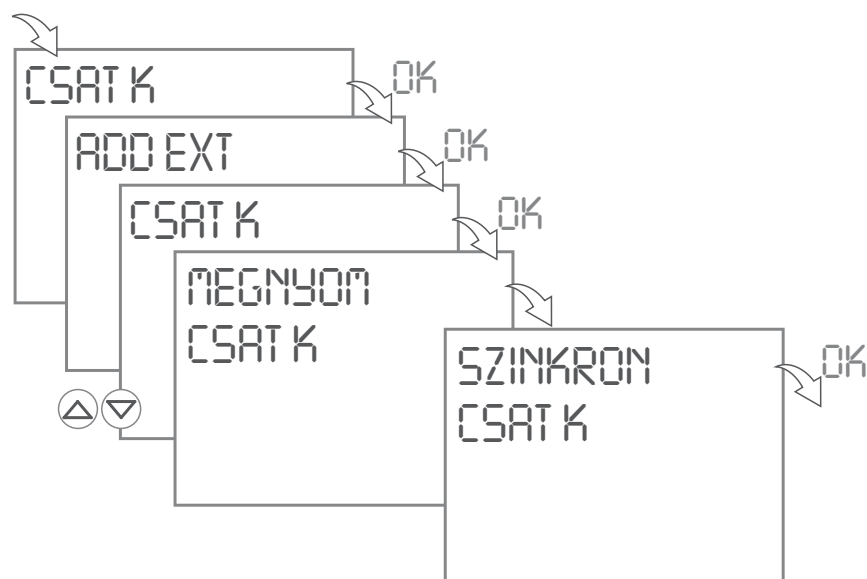 CSAT K
OK
ADD EXT
OK
CSAT K
OK
MEGNYOM
CSAT K
SZINKRON
CSAT K
OK